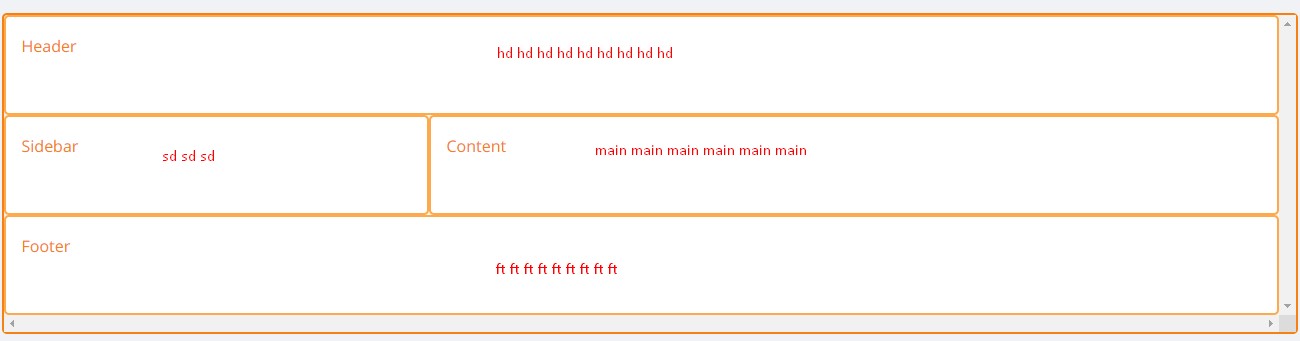 Header
hd hd hd hd hd hd hd hd hd
Sidebar
sd sd sd
Content
main main main main main main
Footer
ft ft ft ft ft ft ft ft ft